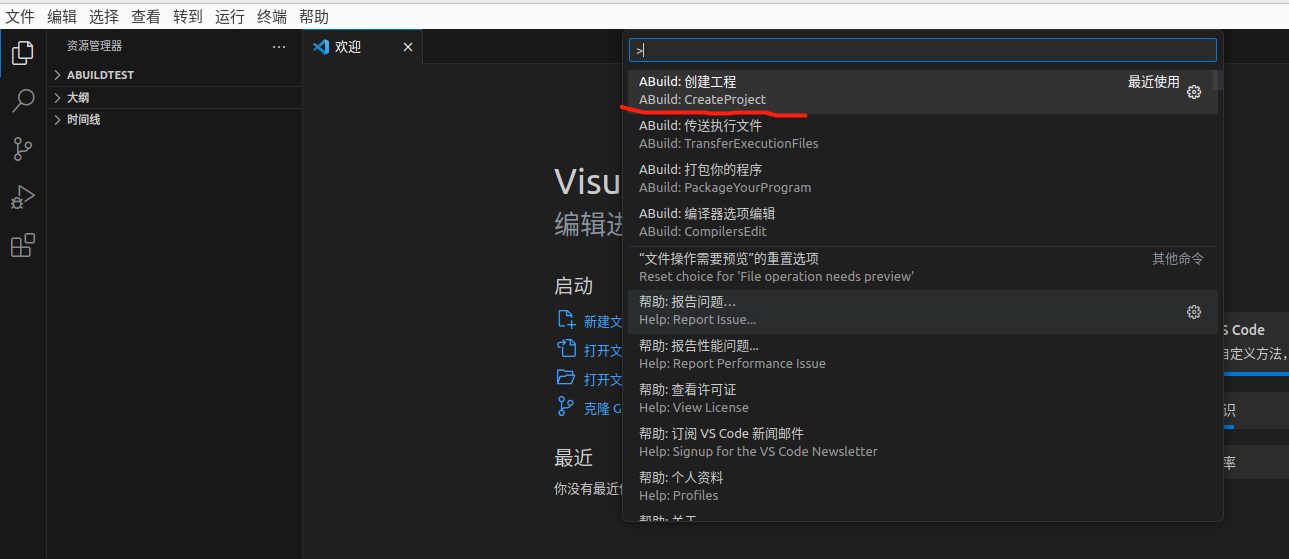 文件 编辑 选择 查看 转到 运行 终端 帮助
资源管理器
ABUILDTEST
大纲
时间线
欢迎
Visu
编辑进
启动
新建文
打开文
打开文
克隆 G
最近
你没有最近
>
ABuild: 创建工程 最近使用
ABuild: CreateProject
ABuild: 传送执行文件
ABuild: TransferExecutionFiles
ABuild: 打包你的程序
ABuild: PackageYourProgram
ABuild: 编译器选项编辑
ABuild: CompilersEdit
“文件操作需要预览”的重置选项 其他命令
Reset choice for 'File operation needs preview'
帮助: 报告问题...
Help: Report Issue...
帮助: 报告性能问题...
Help: Report Performance Issue
帮助: 查看许可证
Help: View License
帮助: 订阅 VS Code 新闻邮件
Help: Signup for the VS Code Newsletter
帮助: 个人资料
Help: Profiles
帮助: 关于
S Code
自定义方法，
识
率